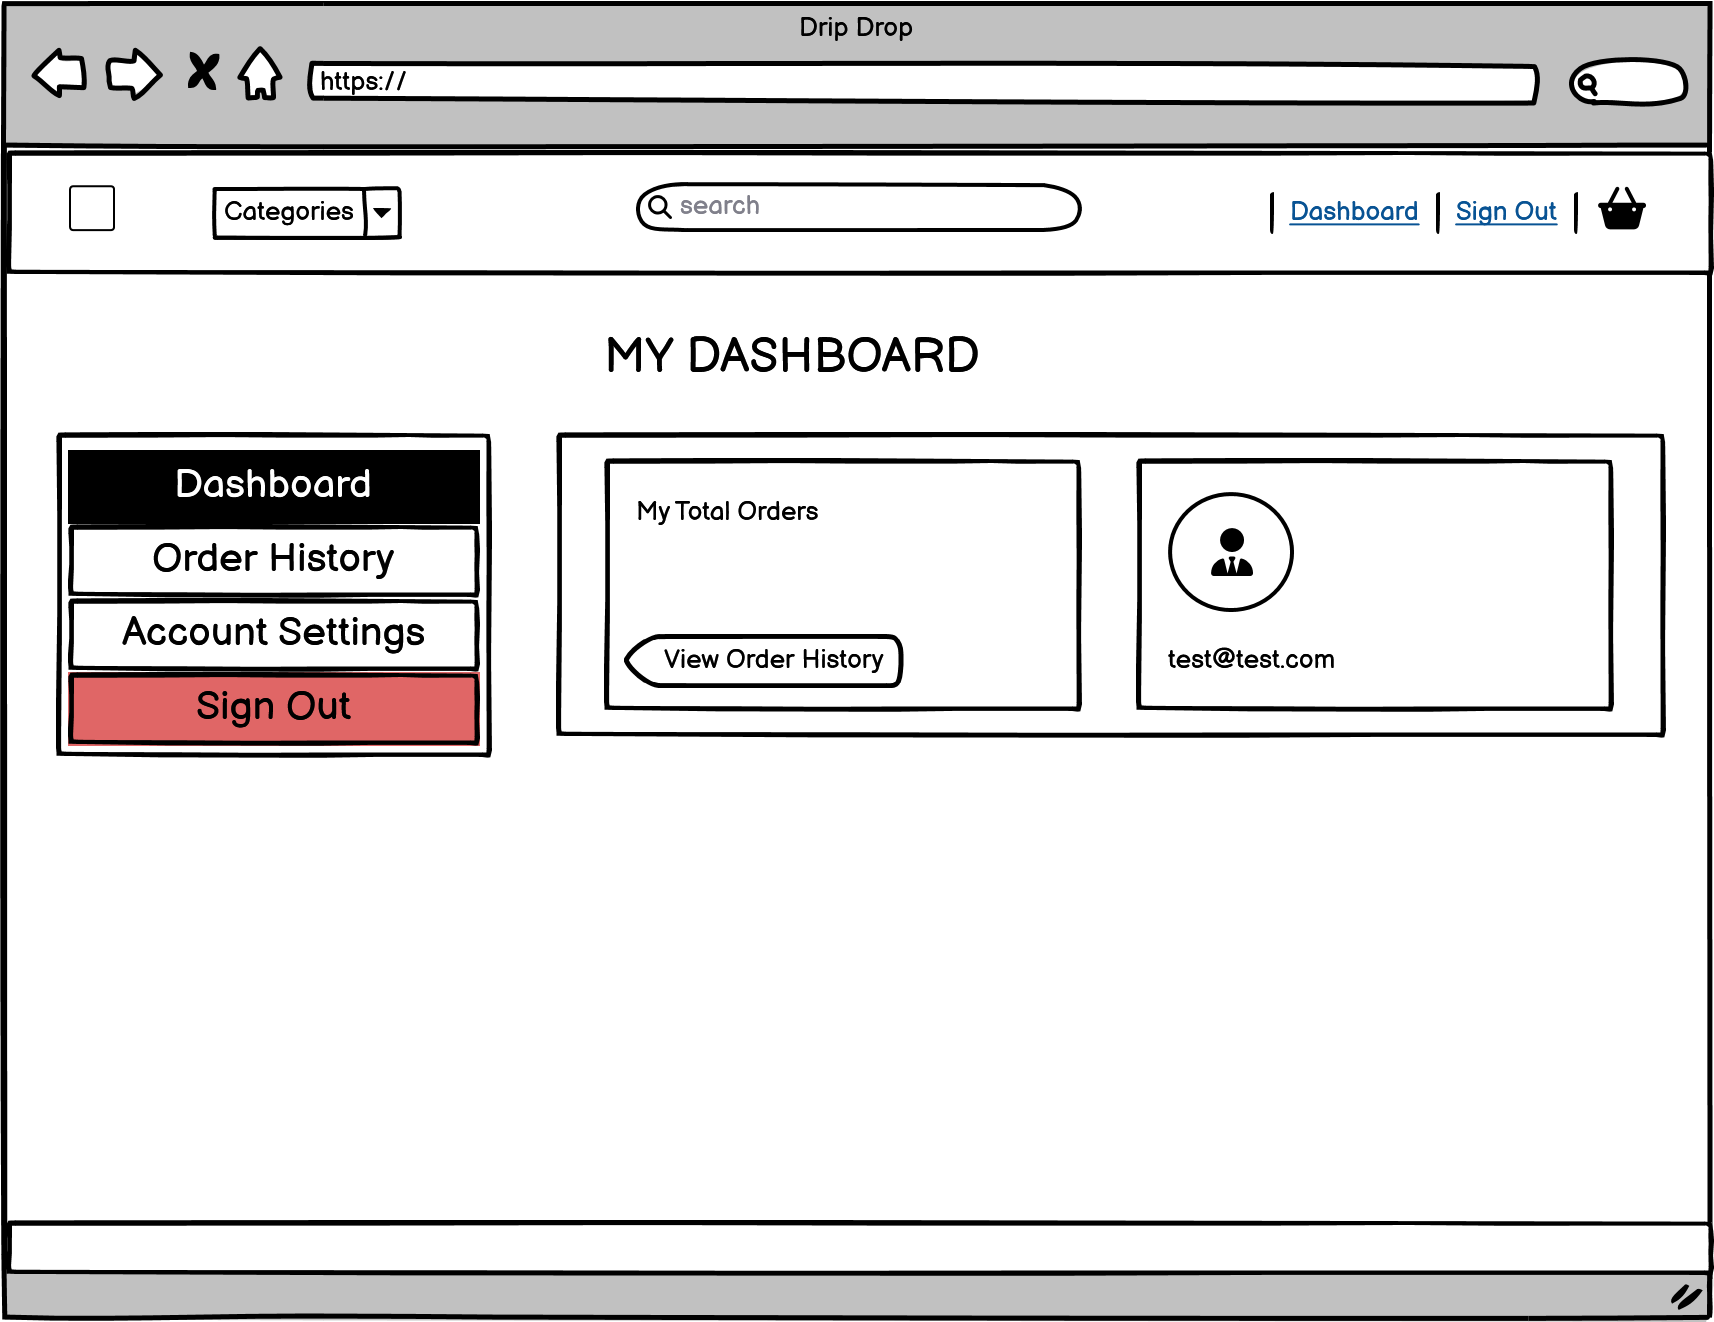 Drip Drop
https://
Categories
search
Dashboard
Sign Out
MY DASHBOARD
Dashboard
Order History
Account Settings
Sign Out
My Total Orders
View Order History
test@test.com